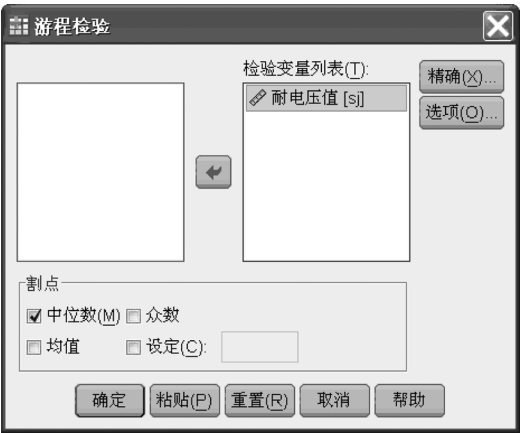 游程检验
检验变量列表(T):
耐电压值 [sj]
精确(X)...
选项(O)...
割点
中位数(M) 众数
均值 设定(C):
确定 粘贴(P) 重置(R) 取消 帮助